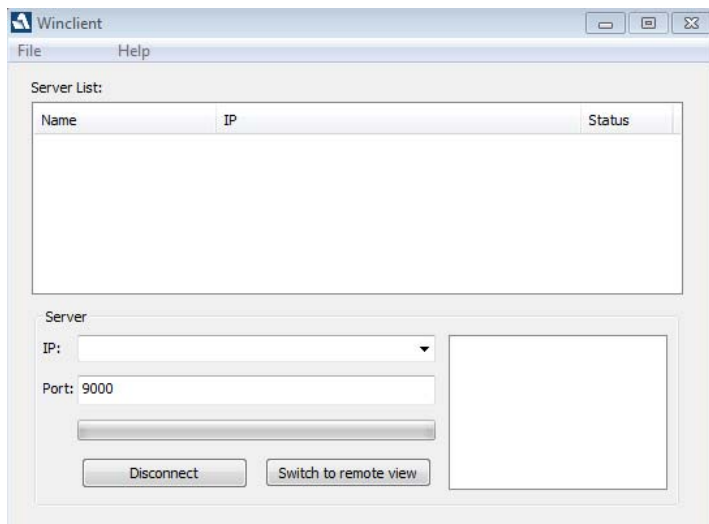 Winclient
File Help
Server List:
Name IP Status
Server
IP:
Port: 9000
Disconnect Switch to remote view